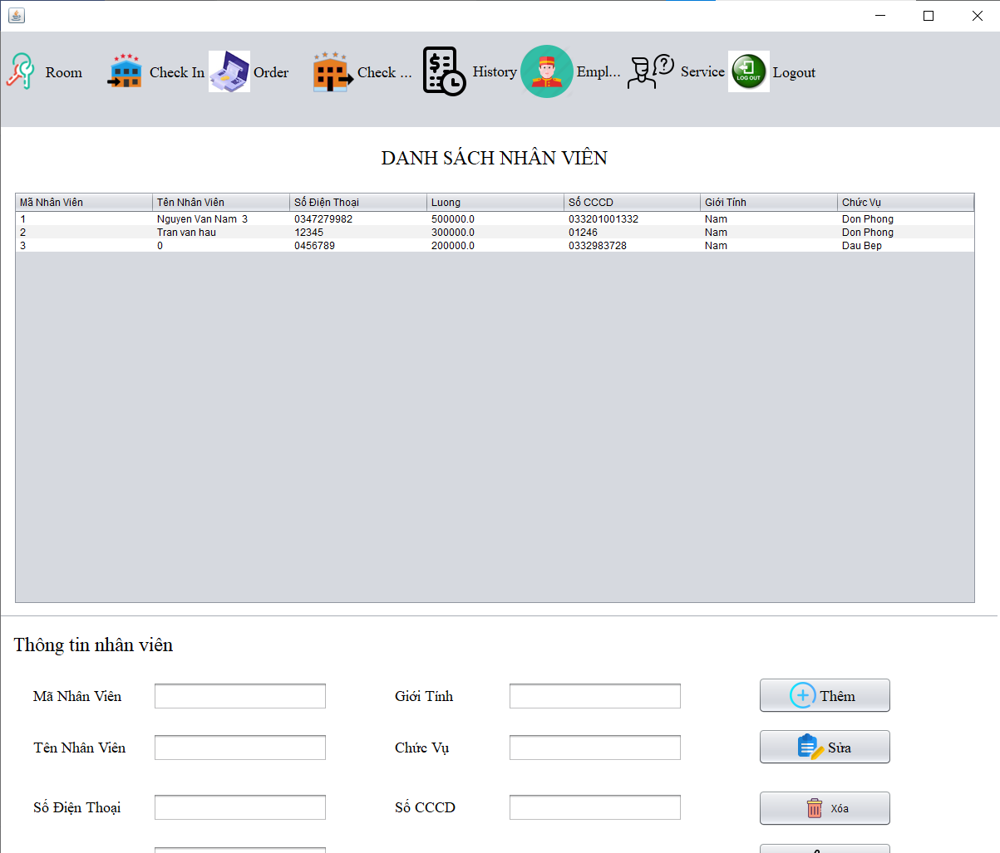 Room Check In Order Check ... History Empl... Service LOG OUT Logout
DANH SÁCH NHÂN VIÊN
Mã Nhân Viên Tên Nhân Viên Số Điện Thoại Luong Số CCCD Giới Tính Chức Vụ
1 Nguyen Van Nam 3 0347279982 500000.0 033201001332 Nam Don Phong
2 Tran van hau 12345 300000.0 01246 Nam Don Phong
3 0 0456789 200000.0 0332983728 Nam Dau Bep
Thông tin nhân viên
Mã Nhân Viên Giới Tính Thêm
Tên Nhân Viên Chức Vụ Sửa
Số Điện Thoại Số CCCD Xóa